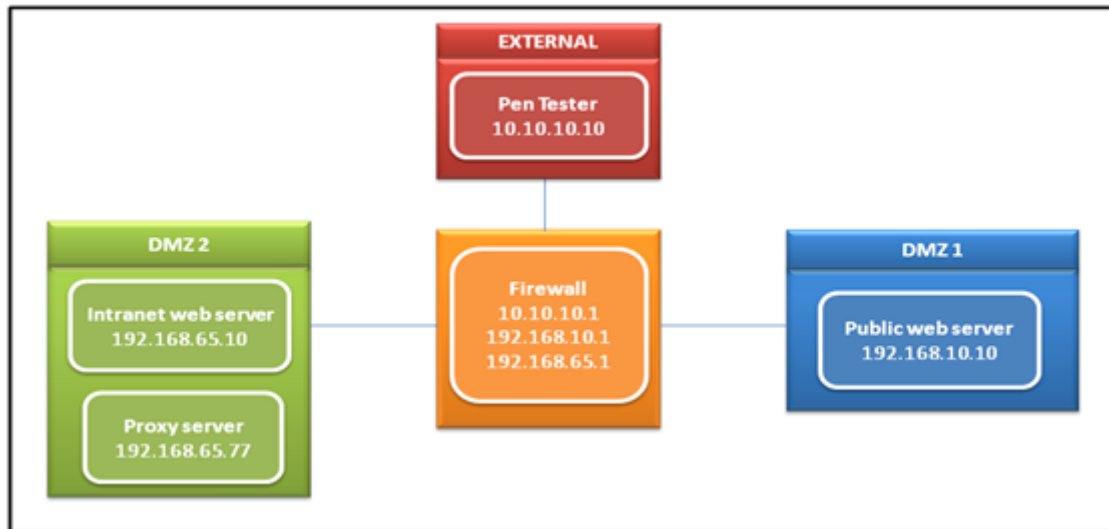 EXTERNAL
Pen Tester
10.10.10.10
DMZ 2
Intranet web server
192.168.65.10
Proxy server
192.168.65.77
Firewall
10.10.10.1
192.168.10.1
192.168.65.1
DMZ 1
Public web server
192.168.10.10